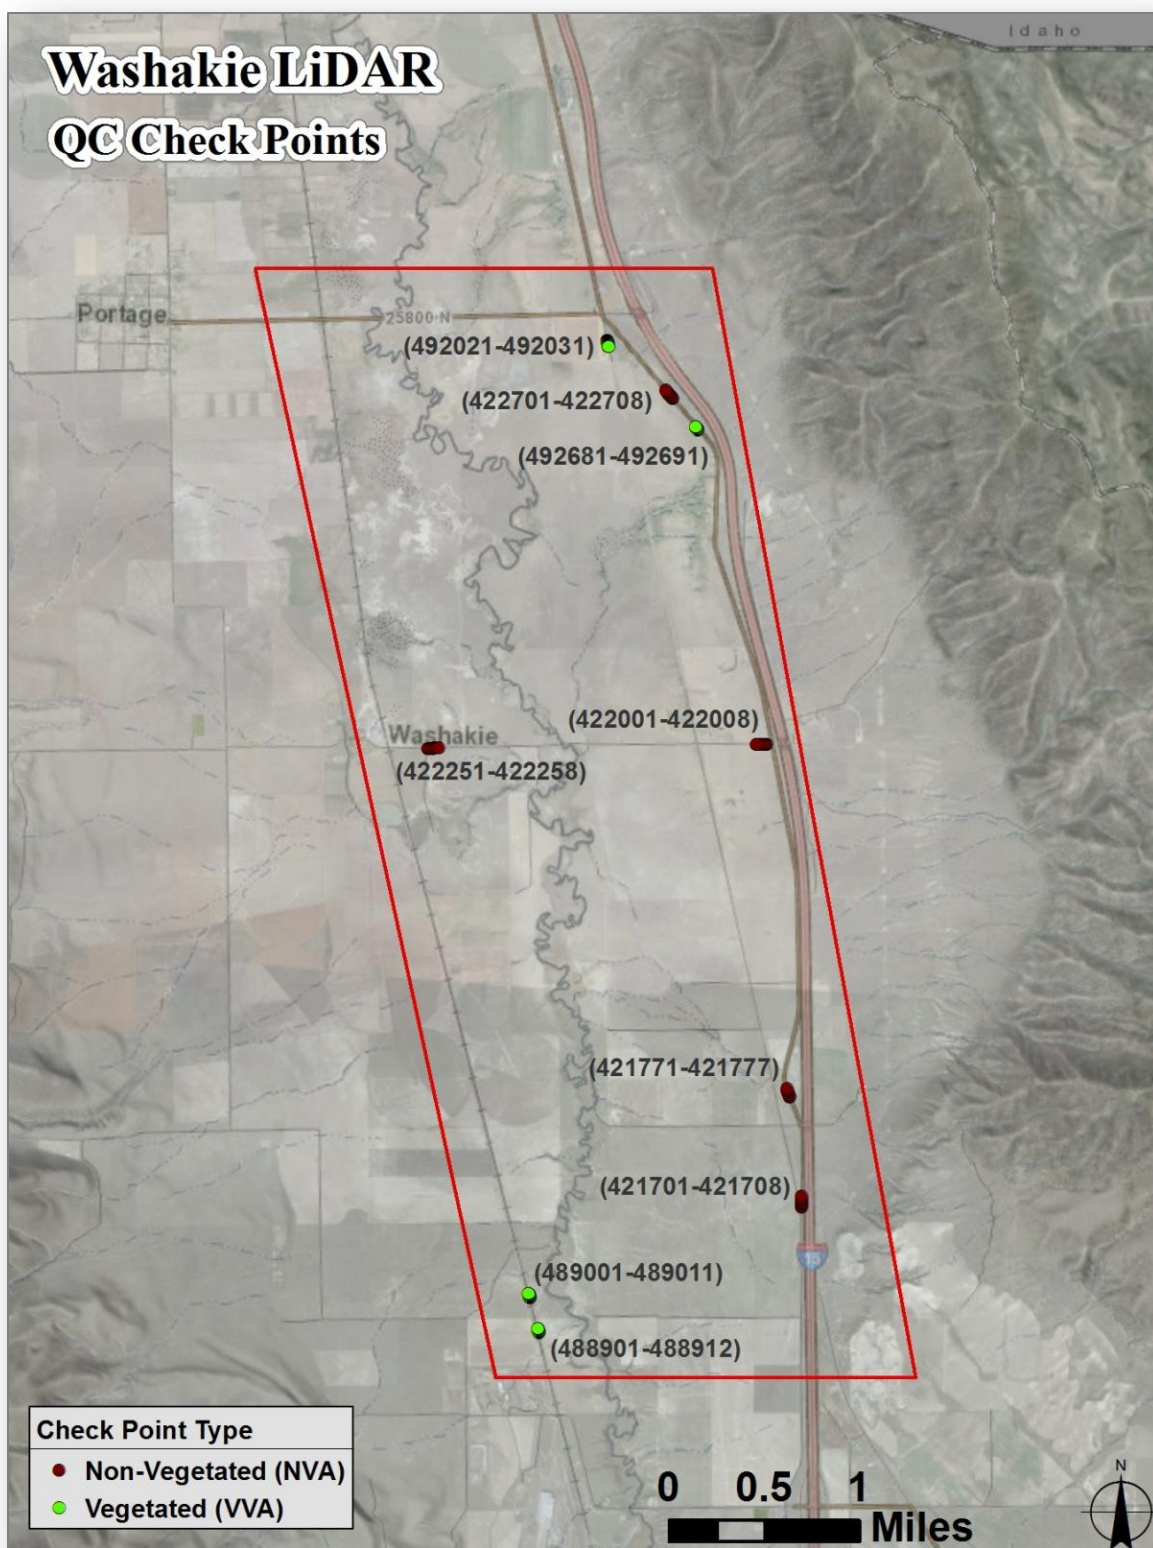 Idaho
Washakie LiDAR
QC Check Points
Portage
25800 N
(492021-492031)
(422701-422708)
(492681-492691)
(422001-422008)
Washakie
(422251-422258)
(421771-421777)
(421701-421708)
15
(489001-489011)
(488901-488912)
Check Point Type
Non-Vegetated (NVA)
Vegetated (VVA)
0 0.5 1
Miles
N